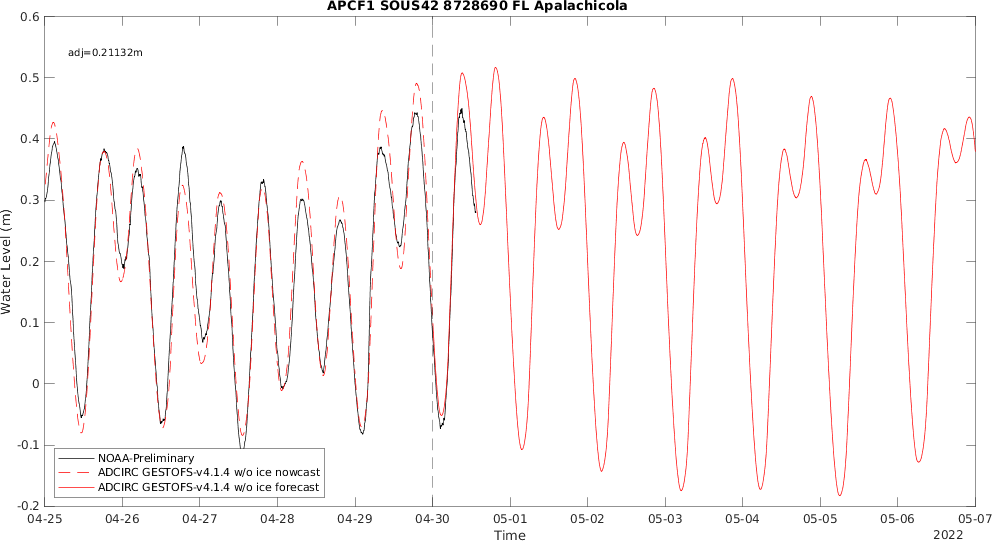 APCF1 SOUS42 8728690 FL Apalachicola
adj=0.21132m
0.6
0.5
0.4
0.3
0.2
0.1
0
-0.1
-0.2
Water Level (m)
NOAA-Preliminary
ADCIRC GESTOFS-v4.1.4 w/o ice nowcast
ADCIRC GESTOFS-v4.1.4 w/o ice forecast
04-25 04-26 04-27 04-28 04-29 04-30 05-01 05-02 05-03 05-04 05-05 05-06 05-07
Time
2022